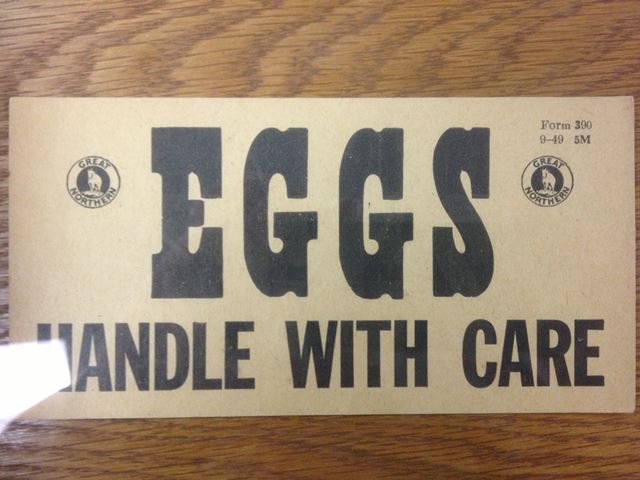 Form 390
9-49 5M
EGGS
GREAT NORTHERN
GREAT NORTHERN
HANDLE WITH CARE